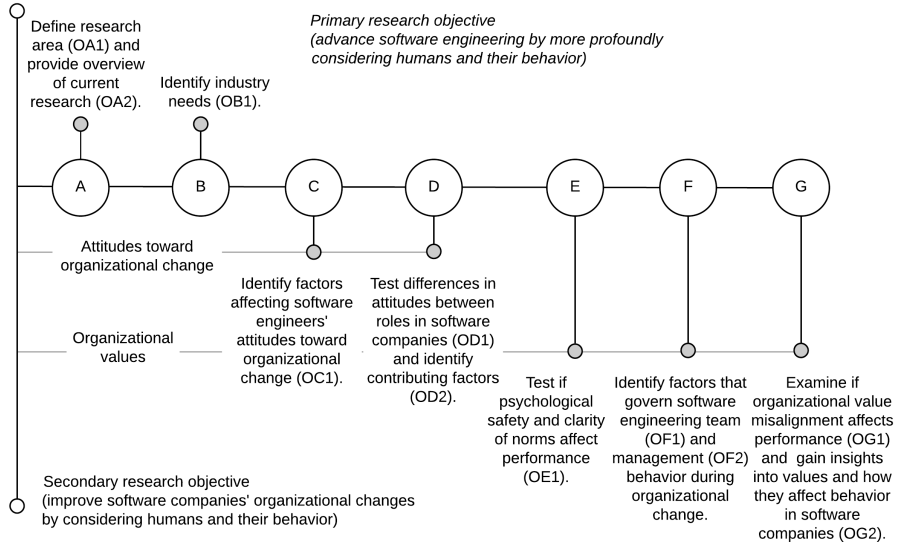 Define research
area (OA1) and
provide overview
of current
research (OA2).
Identify industry
needs (OB1).
Primary research objective
(advance software engineering by more profoundly
considering humans and their behavior)
A
B
C
D
E
F
G
Attitudes toward
organizational change
Identify factors
affecting software
engineers'
attitudes toward
organizational
change (OC1).
Test differences in
attitudes between
roles in software
companies (OD1)
and identify
contributing factors
(OD2).
Organizational
values
Test if
psychological
safety and clarity
of norms affect
performance
(OE1).
Identify factors that
govern software
engineering team
(OF1) and
management (OF2)
behavior during
organizational
change.
Examine if
organizational value
misalignment affects
performance (OG1)
and gain insights
into values and how
they affect behavior
in software
companies (OG2).
Secondary research objective
(improve software companies' organizational changes
by considering humans and their behavior)